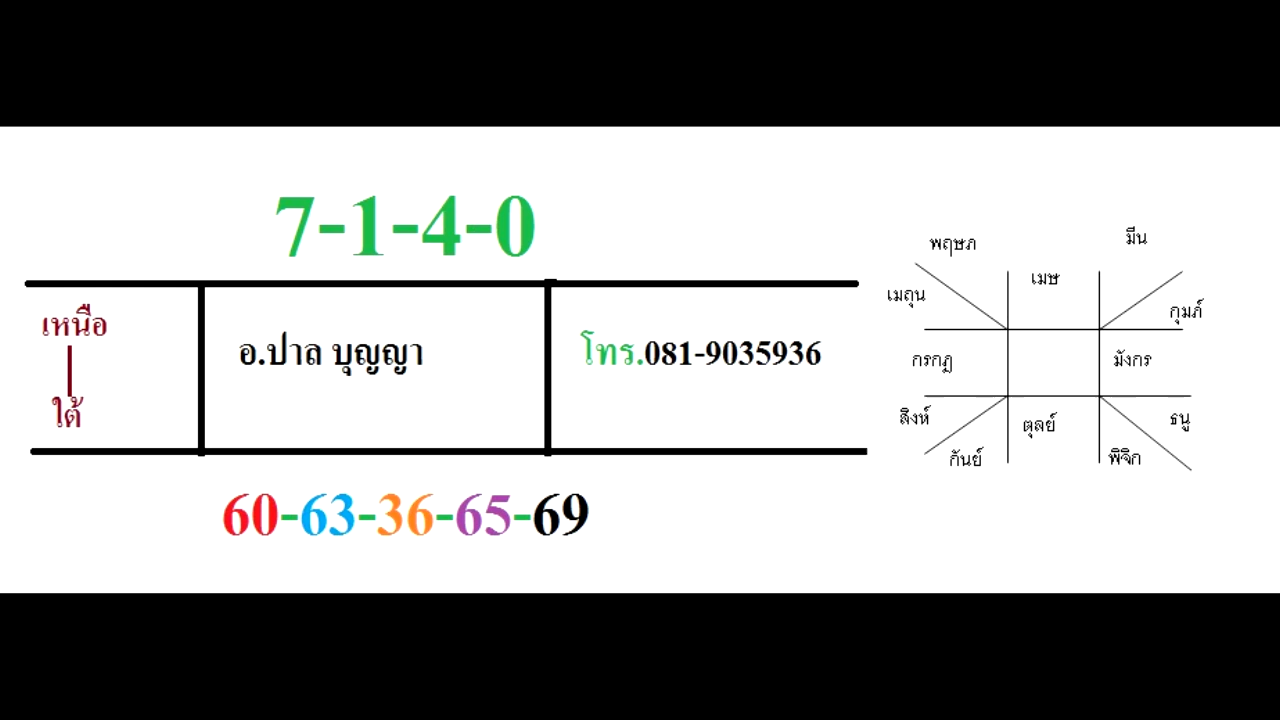 7-1-4-0
เหนือ
ใต้
อ.ปาล บุญญา
โทร.081-9035936
60-63-36-65-69
พฤษภ
มีน
เมษ
เมถุน
กุมภ์
กรกฎ
มังกร
สิงห์
ตุลย์
ธนู
กันย์
พิจิก